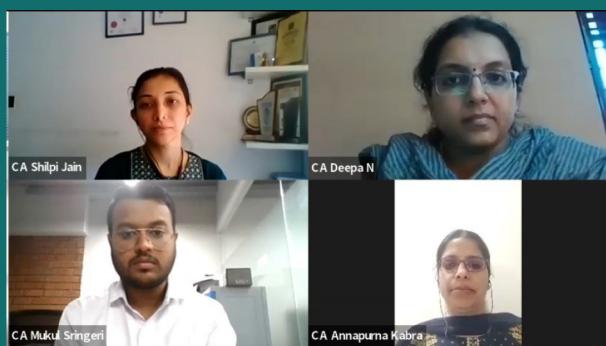 CA Shilpi Jain
CA Deepa N
CA Mukul Sringeri
CA Annapurna Kabra